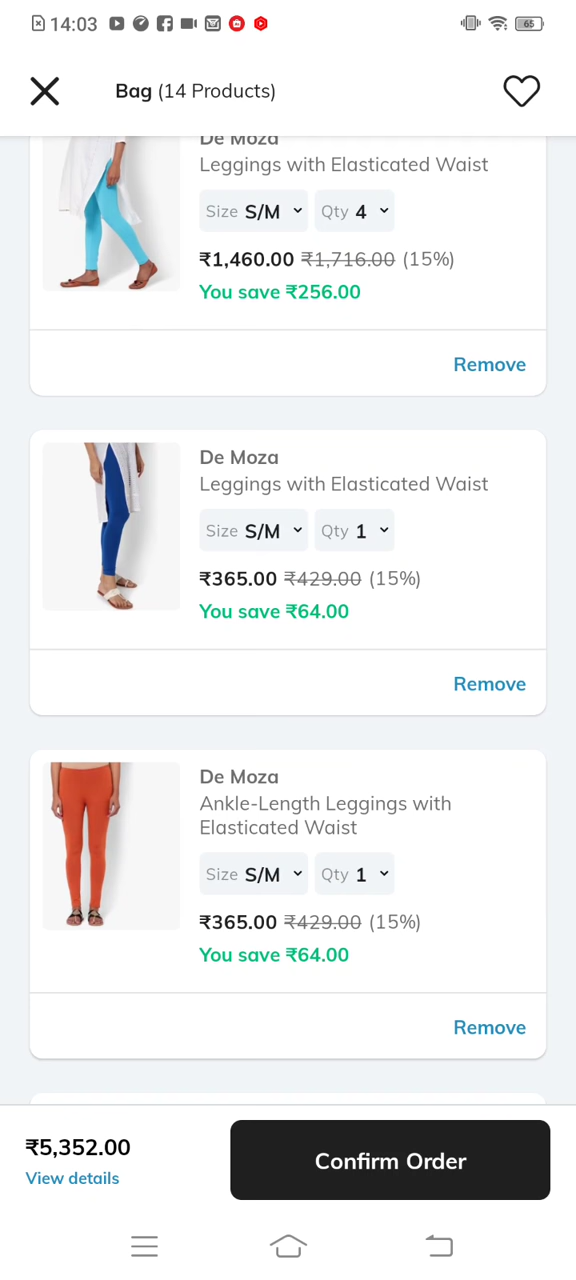 14:03
65
Bag (14 Products)
De Moza
Leggings with Elasticated Waist
Size S/M Qty 4
₹1,460.00 ₹1,716.00 (15%)
You save ₹256.00
Remove
De Moza
Leggings with Elasticated Waist
Size S/M Qty 1
₹365.00 ₹429.00 (15%)
You save ₹64.00
Remove
De Moza
Ankle-Length Leggings with
Elasticated Waist
Size S/M Qty 1
₹365.00 ₹429.00 (15%)
You save ₹64.00
Remove
₹5,352.00
View details
Confirm Order